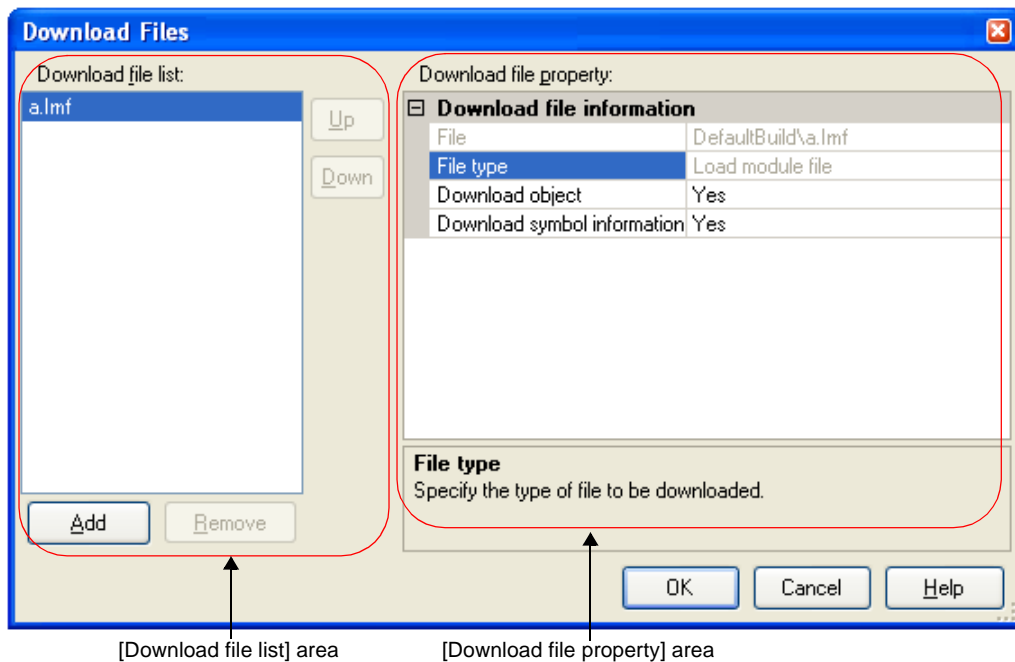 Download Files
Download file list:
a.lmf
Up
Down
Add
Remove
Download file property:
Download file information
File DefaultBuild\a.lmf
File type Load module file
Download object Yes
Download symbol information Yes
File type
Specify the type of file to be downloaded.
OK Cancel Help
[Download file list] area [Download file property] area